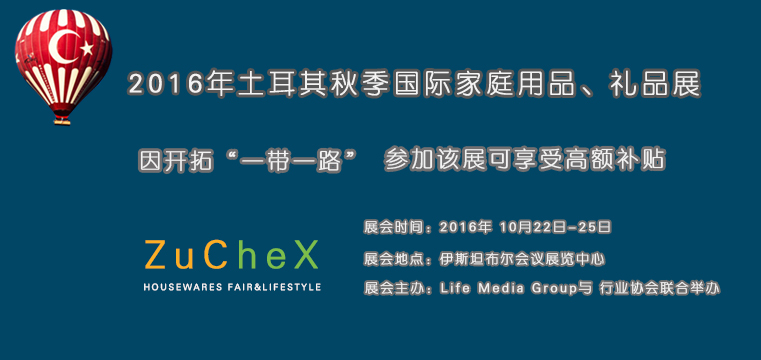 2016年土耳其秋季国际家庭用品、礼品展
因开拓“一带一路” 参加该展可享受高额补贴
ZuCheX
HOUSEWARES FAIR&LIFESTYLE
展会时间：2016年 10月22日-25日
展会地点：伊斯坦布尔会议展览中心
展会主办：Life Media Group与 行业协会联合举办